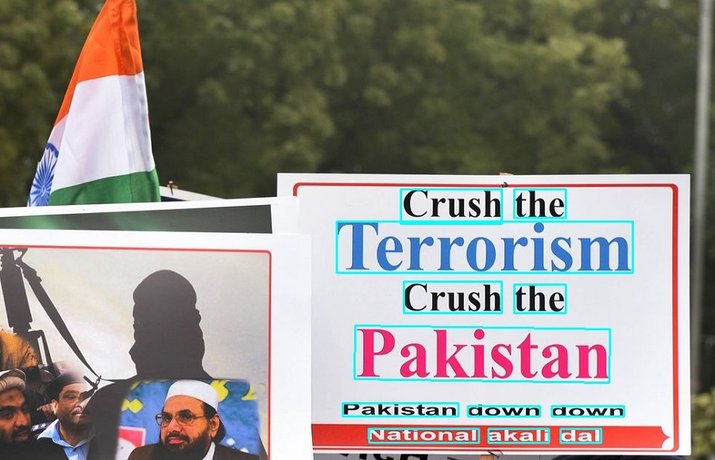 Crush the
Terrorism
Crush the
Pakistan
Pakistan down down
National akali dal